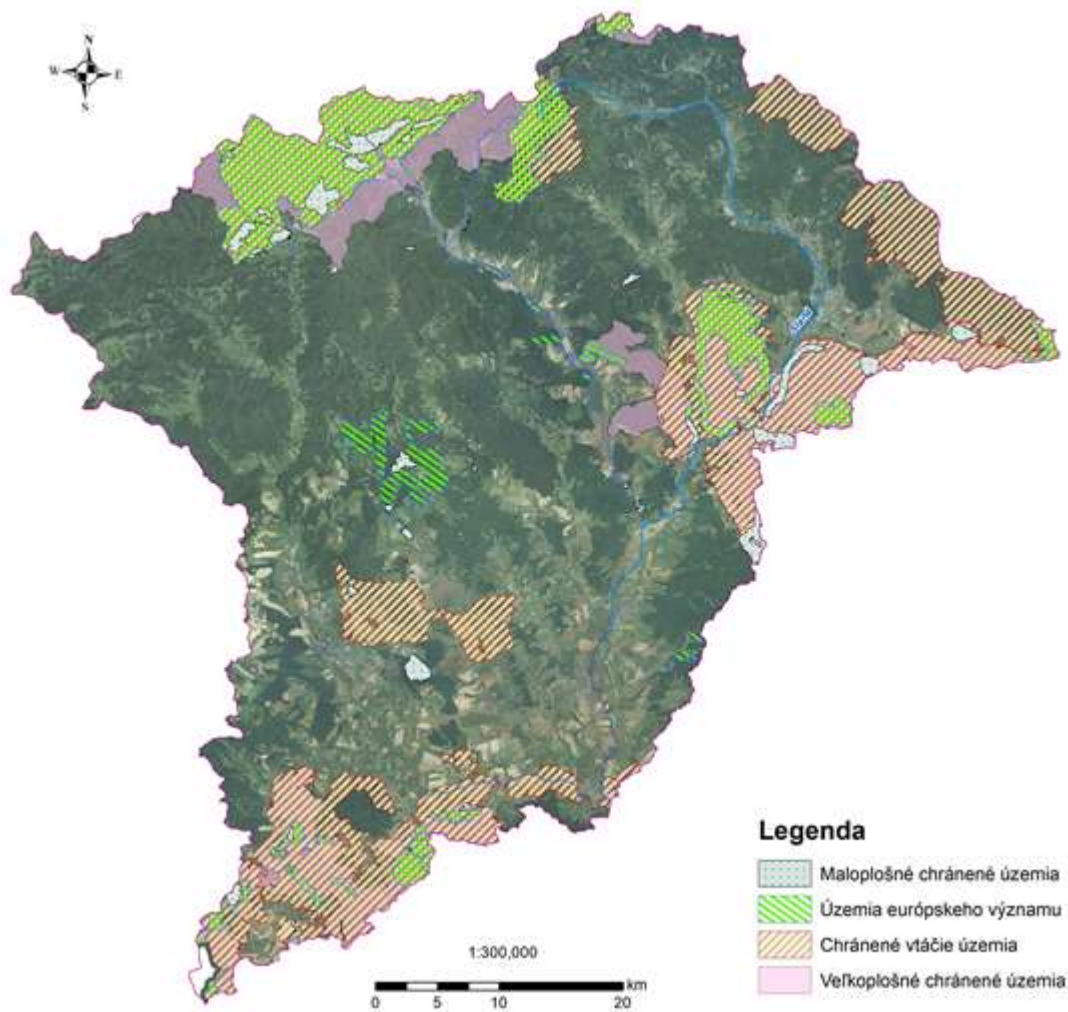 N
W E
S
Slaná
Legenda
Maloplošné chránené územia
Územia európskeho významu
Chránené vtáčie územia
Veľkoplošné chránené územia
1:300,000
km
0 5 10 20